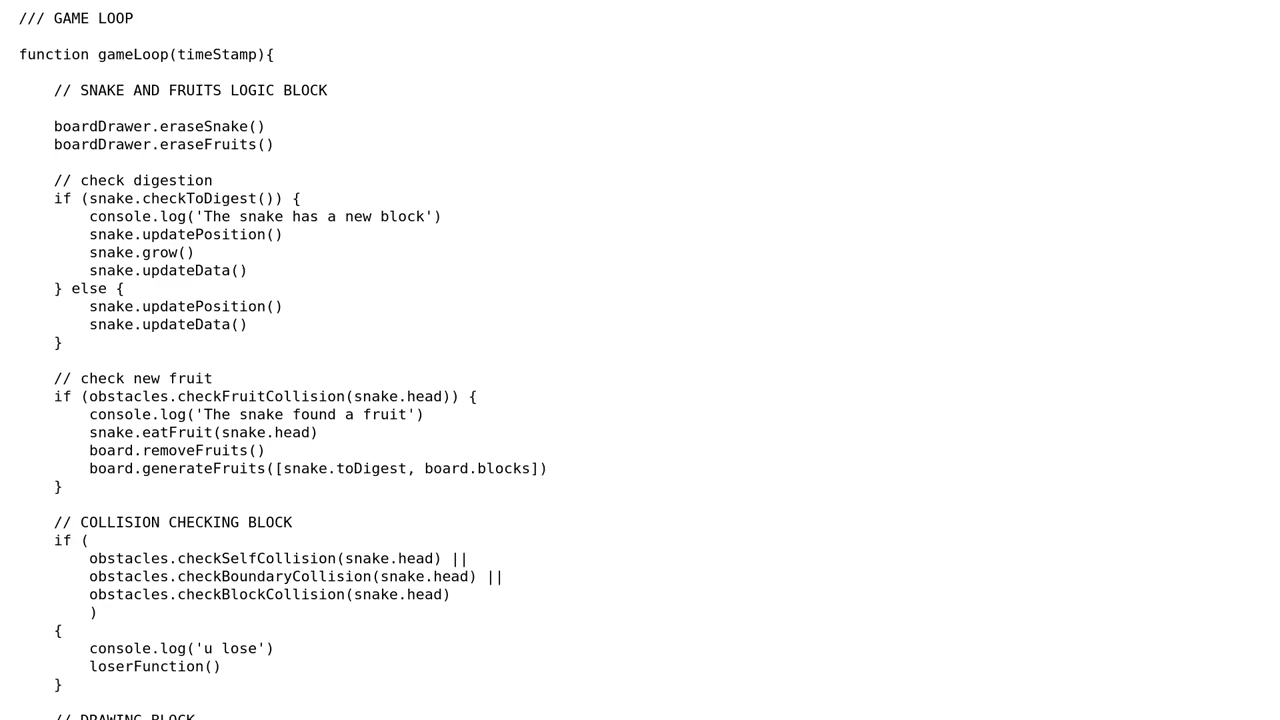 /// GAME LOOP
function gameLoop(timeStamp){
// SNAKE AND FRUITS LOGIC BLOCK
boardDrawer.eraseSnake()
boardDrawer.eraseFruits()
// check digestion
if (snake.checkToDigest()) {
console.log('The snake has a new block')
snake.updatePosition()
snake.grow()
snake.updateData()
} else {
snake.updatePosition()
snake.updateData()
}
// check new fruit
if (obstacles.checkFruitCollision(snake.head)) {
console.log('The snake found a fruit')
snake.eatFruit(snake.head)
board.removeFruits()
board.generateFruits([snake.toDigest, board.blocks])
}
// COLLISION CHECKING BLOCK
if (
obstacles.checkSelfCollision(snake.head) ||
obstacles.checkBoundaryCollision(snake.head) ||
obstacles.checkBlockCollision(snake.head)
)
{
console.log('u lose')
loserFunction()
}
// DRAWING BLOCK